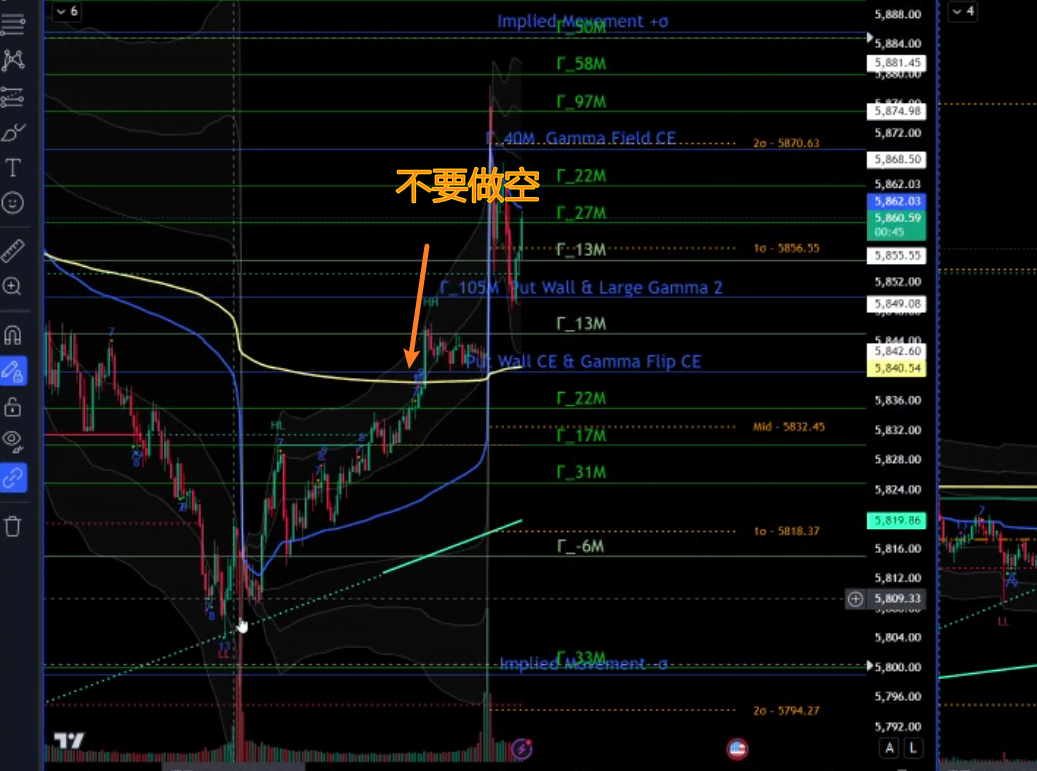 6
4
5,888.00
Implied Movement +σ
Γ_50M
5,884.00
5,881.45
Γ_58M
5,880.00
5,876.00
Γ_97M
5,874.98
5,872.00
Γ_40M Gamma Field CE
2σ - 5870.63
5,868.50
不要做空
Γ_22M
5,862.03
5,862.03
Γ_27M
5,860.59
00:45
Γ_13M
1σ - 5856.55
5,855.55
5,852.00
Γ_105M Put Wall & Large Gamma 2
HH
5,849.08
Γ_13M
5,844.00
5,842.60
Put Wall CE & Gamma Flip CE
5,840.54
Γ_22M
5,836.00
HL
Mid - 5832.45
5,832.00
Γ_17M
5,828.00
Γ_31M
5,824.00
5,819.86
1σ - 5818.37
Γ_-6M
5,816.00
5,812.00
5,809.33
5,804.00
13
LL
LL
Γ_33M
Implied Movement -σ
5,800.00
5,796.00
2σ - 5794.27
5,792.00
A
L